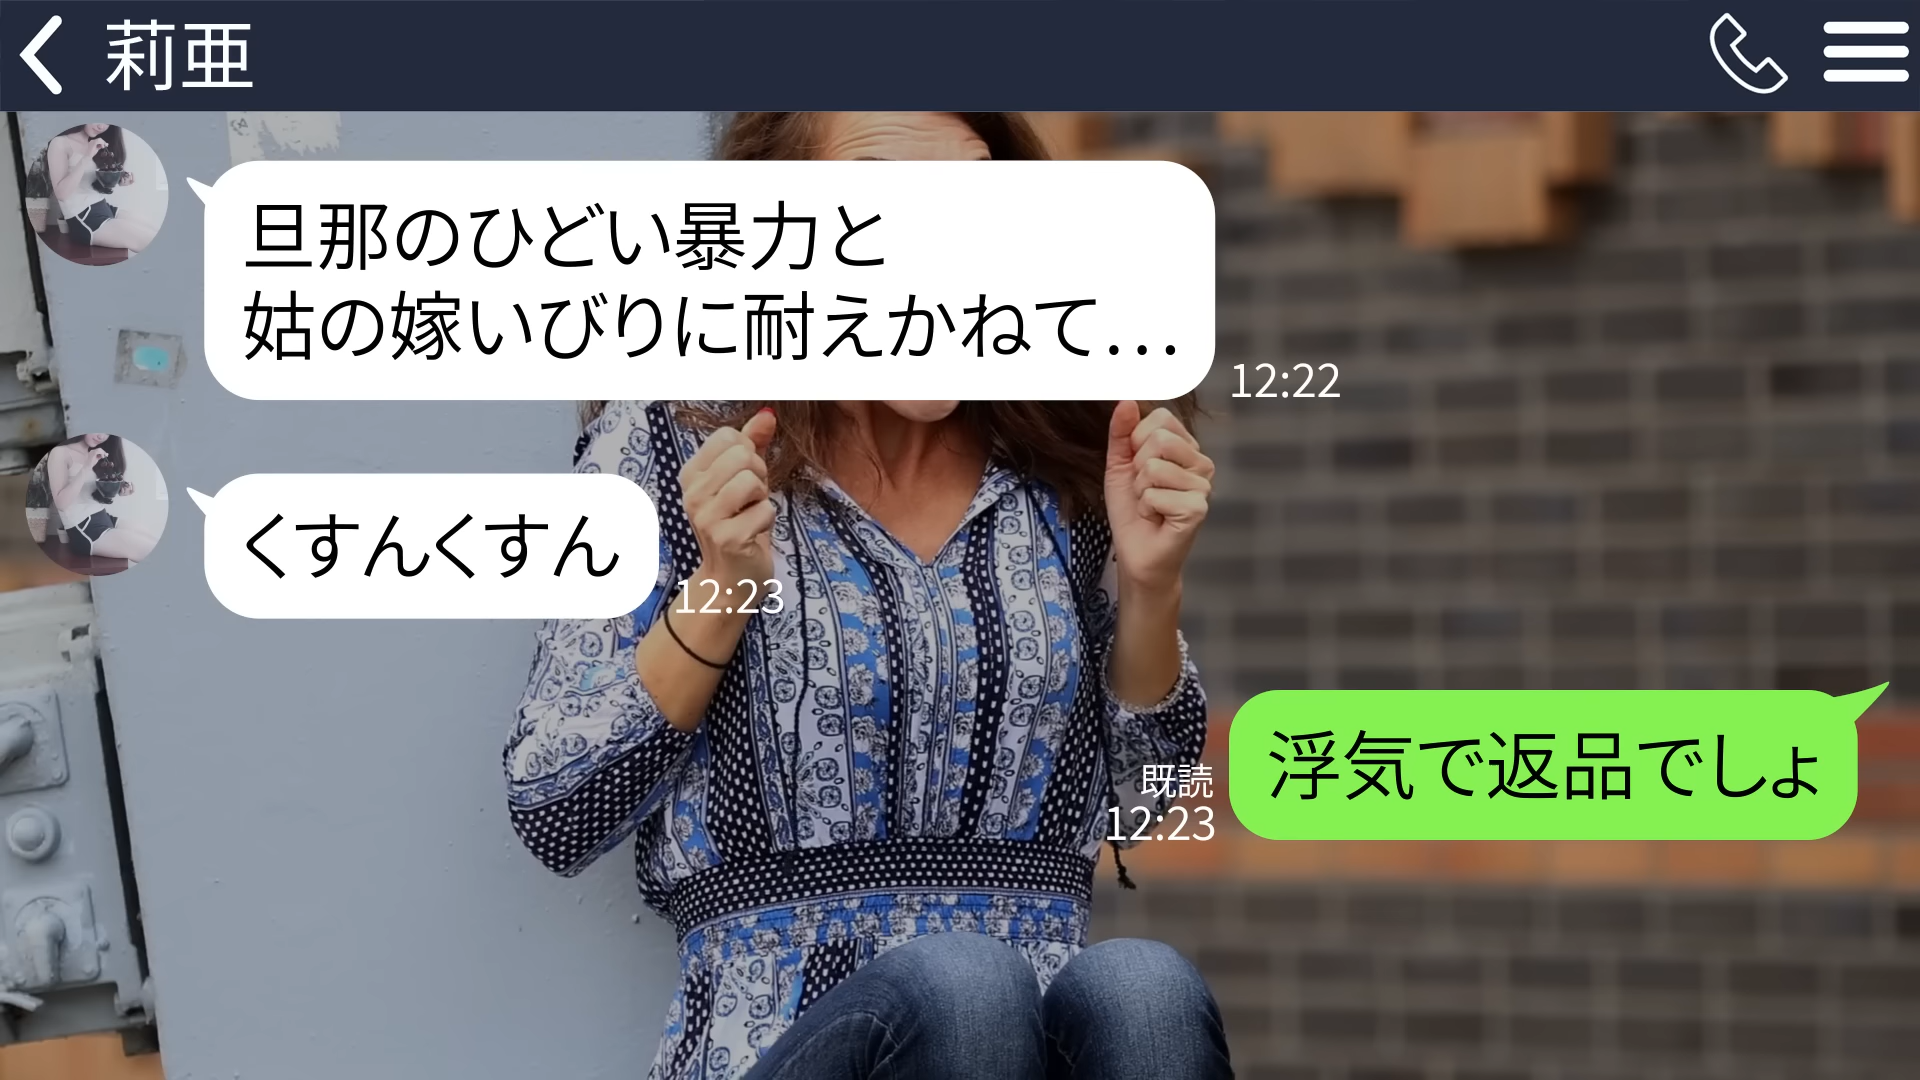 莉亜
旦那のひどい暴力と
姑の嫁いびりに耐えかねて…
12:22
くすんくすん
12:23
浮気で返品でしょ
既読
12:23